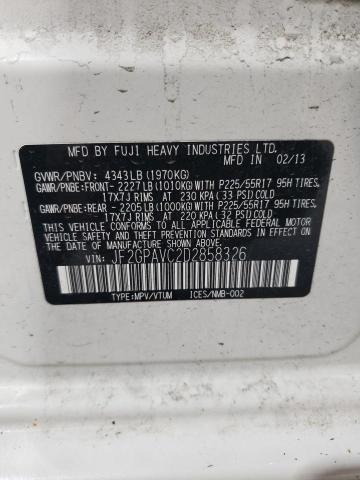 MFD BY FUJI HEAVY INDUSTRIES LTD.
MFD IN 02/13
GVWR/PNBV: 4343LB (1970KG)
GAWR/PNBE:FRONT- 2227LB(1010KG)WITH P225/55R17 95H TIRES,
17X7J RIMS AT 230 KPA (33 PSI) COLD
GAWR/PNBE:REAR - 2205LB(1000KG)WITH P225/55R17 95H TIRES,
17X7J RIMS AT 220 KPA (32 PSI) COLD
THIS VEHICLE CONFORMS TO ALL APPLICABLE FEDERAL MOTOR
VEHICLE SAFETY AND THEFT PREVENTION STANDARDS IN EFFECT
ON THE DATE OF MANUFACTURE SHOWN ABOVE.
VIN: JF2GPAVC2D2858326
TYPE:MPV/VTUM ICES/NMB-002